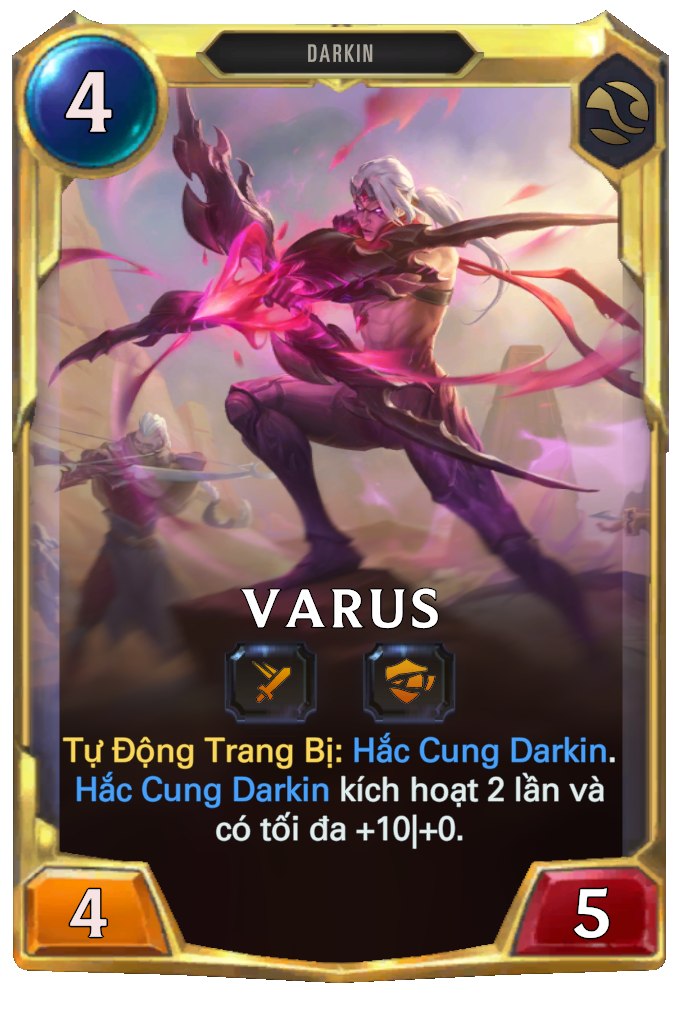 DARKIN
4
VARUS
Tự Động Trang Bị: Hắc Cung Darkin.
Hắc Cung Darkin kích hoạt 2 lần và
có tối đa +10|+0.
4
5